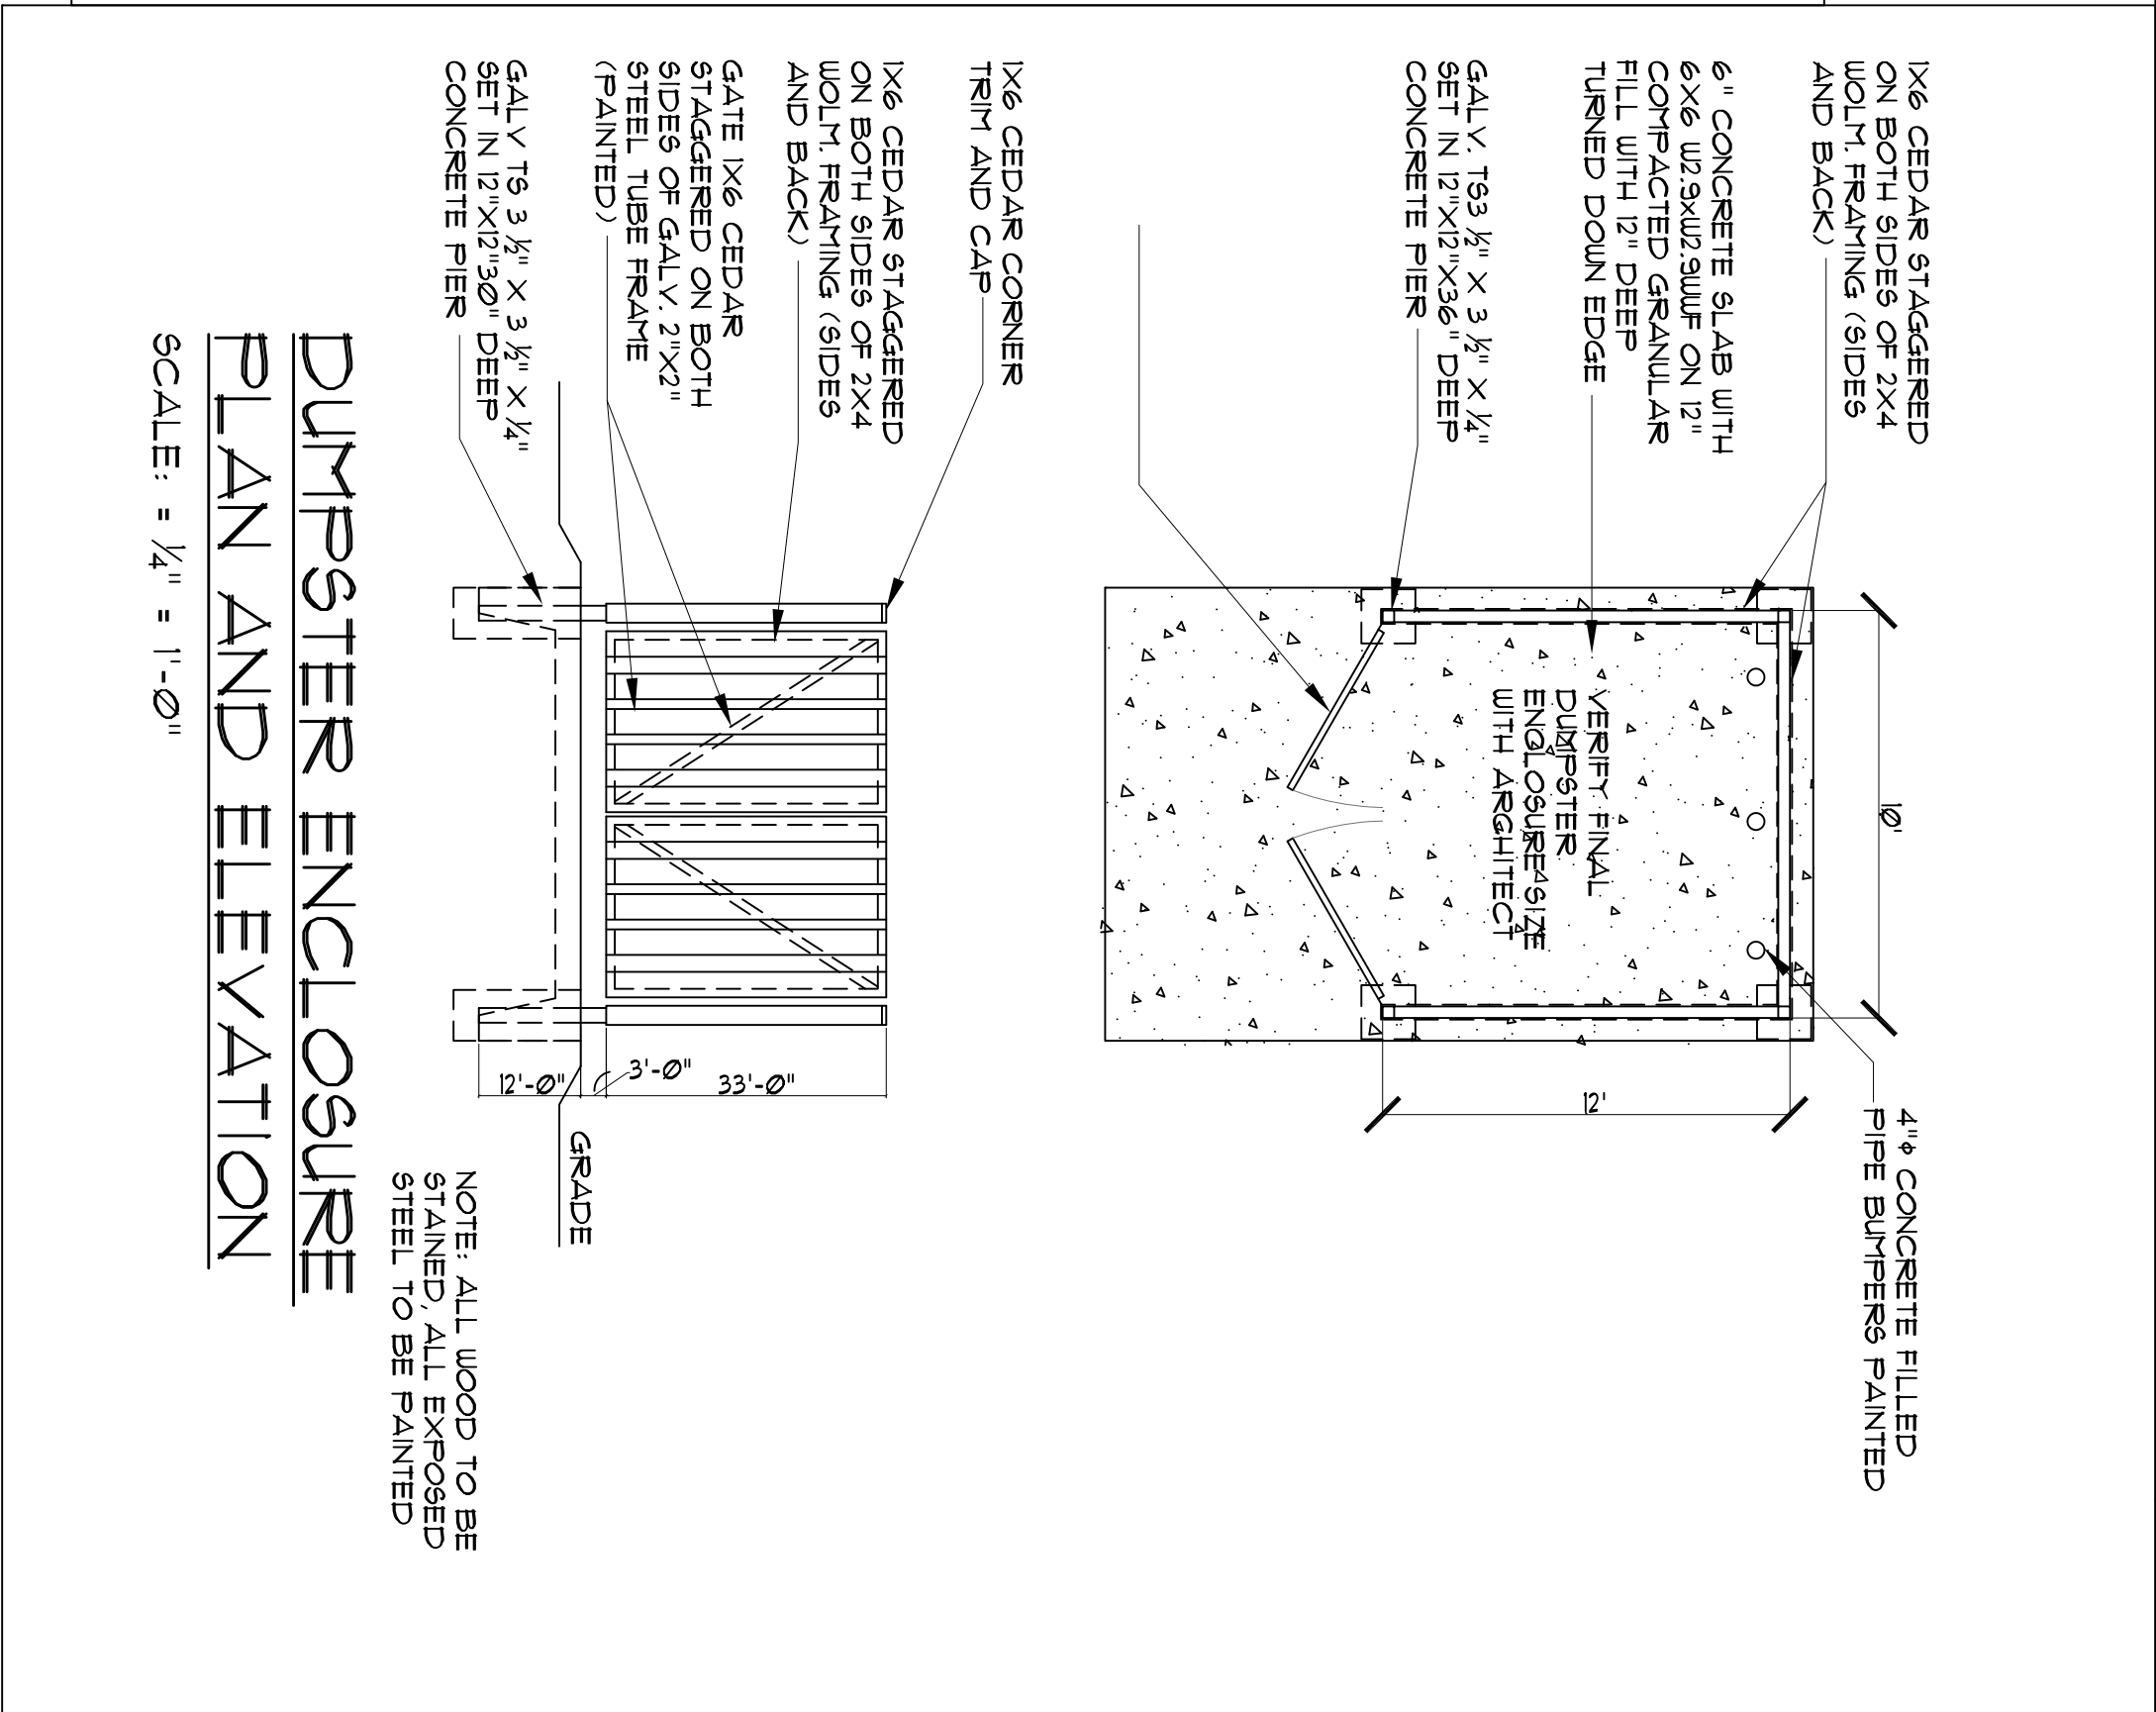 1X6 CEDAR STAGGERED
ON BOTH SIDES OF 2X4
WOLM. FRAMING (SIDES
AND BACK)
6" CONCRETE SLAB WITH
6X6 W2.9xW2.9WWF ON 12"
COMPACTED GRANULAR
FILL WITH 12" DEEP
TURNED DOWN EDGE
GALV. TS3 ½" X 3 ½" X ¼"
SET IN 12"X12"X36" DEEP
CONCRETE PIER
10'
4"ϕ CONCRETE FILLED
PIPE BUMPERS PAINTED
VERIFY FINAL
DUMPSTER
ENCLOSURE SIZE
WITH ARCHITECT
12'
1X6 CEDAR CORNER
TRIM AND CAP
1X6 CEDAR STAGGERED
ON BOTH SIDES OF 2X4
WOLM. FRAMING (SIDES
AND BACK)
GATE 1X6 CEDAR
STAGGERED ON BOTH
SIDES OF GALV. 2"X2"
STEEL TUBE FRAME
(PAINTED)
GALV TS 3 ½" X 3 ½" X ¼"
SET IN 12"X12"30" DEEP
CONCRETE PIER
33'-0"
3'-0"
12'-0"
GRADE
NOTE: ALL WOOD TO BE
STAINED, ALL EXPOSED
STEEL TO BE PAINTED
DUMPSTER ENCLOSURE
PLAN AND ELEVATION
SCALE: = ¼" = 1'-0"